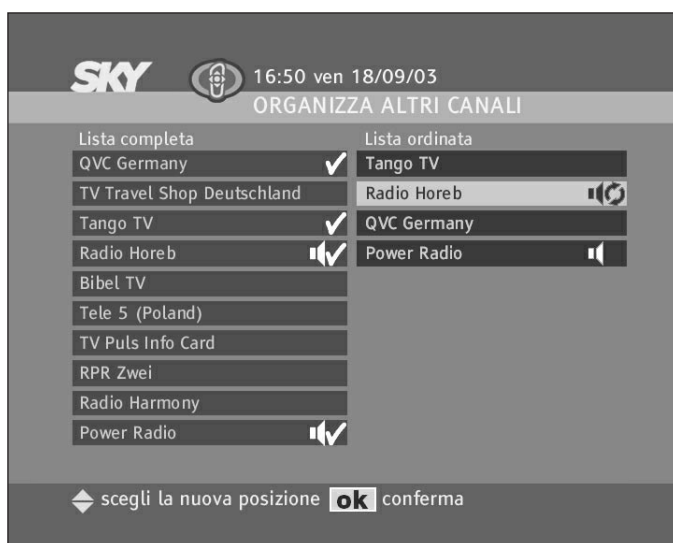 SKY 16:50 ven 18/09/03
ORGANIZZA ALTRI CANALI
Lista completa
QVC Germany
TV Travel Shop Deutschland
Tango TV
Radio Horeb
Bibel TV
Tele 5 (Poland)
TV Puls Info Card
RPR Zwei
Radio Harmony
Power Radio
Lista ordinata
Tango TV
Radio Horeb
QVC Germany
Power Radio
scegli la nuova posizione ok conferma